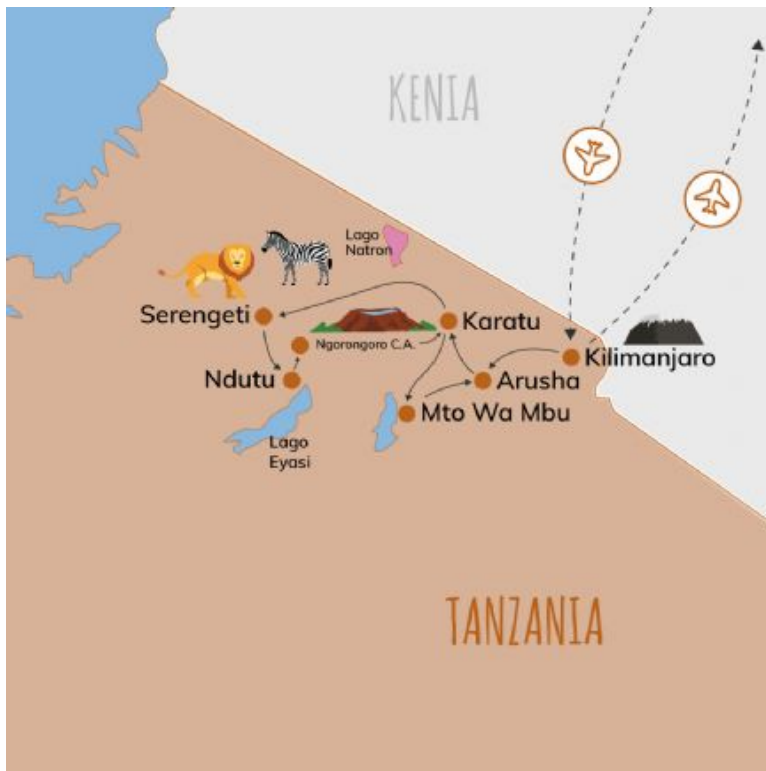 KENIA
Lago
Natron
Serengeti
Karatu
Ngorongoro C.A.
Kilimanjaro
Ndutu
Arusha
Mto Wa Mbu
Lago
Eyasi
TANZANIA